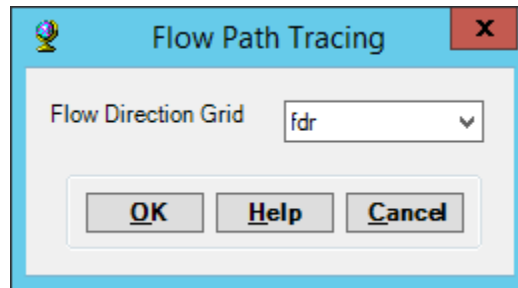 Flow Path Tracing x
Flow Direction Grid fdr
OK Help Cancel